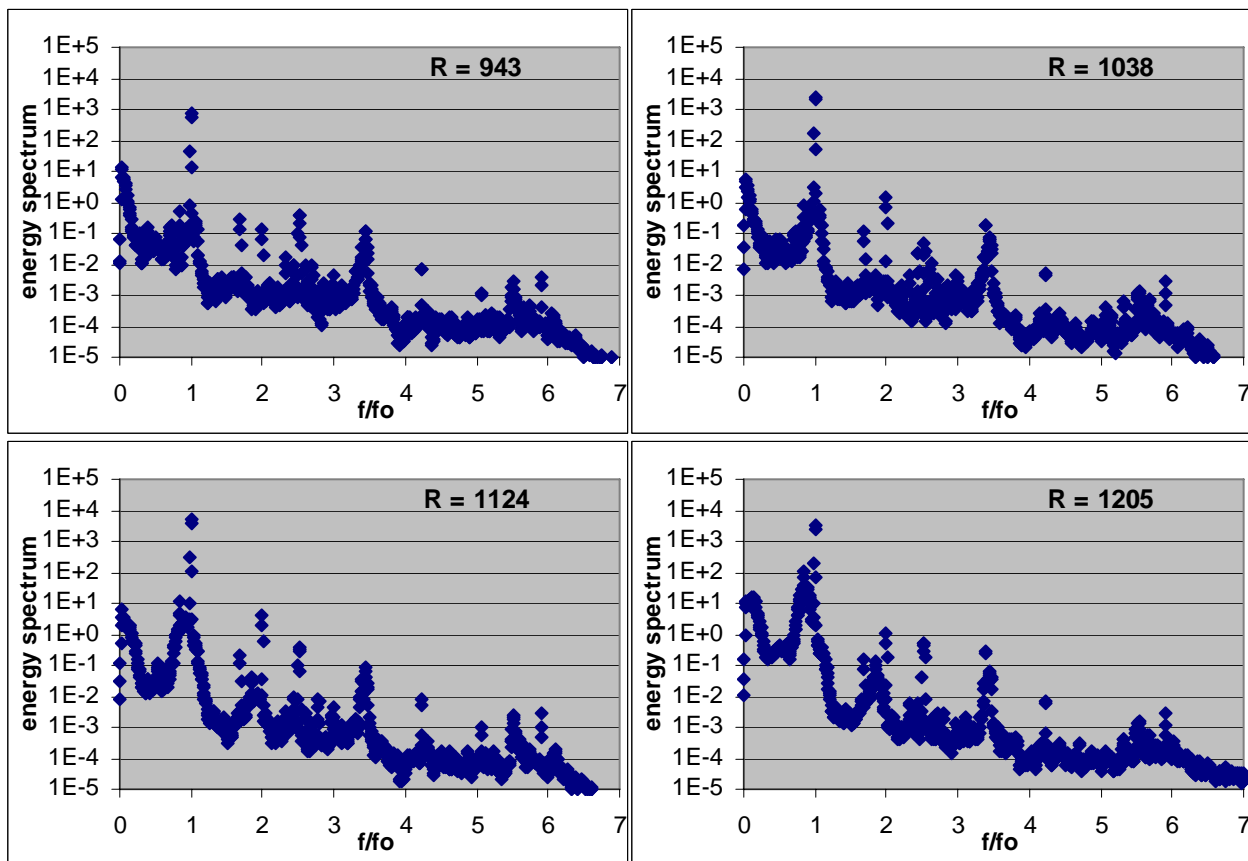 R = 943
energy spectrum
1E+5
1E+4
1E+3
1E+2
1E+1
1E+0
1E-1
1E-2
1E-3
1E-4
1E-5
0 1 2 3 4 5 6 7
f/fo
R = 1038
energy spectrum
1E+5
1E+4
1E+3
1E+2
1E+1
1E+0
1E-1
1E-2
1E-3
1E-4
1E-5
0 1 2 3 4 5 6 7
f/fo
R = 1124
energy spectrum
1E+5
1E+4
1E+3
1E+2
1E+1
1E+0
1E-1
1E-2
1E-3
1E-4
1E-5
0 1 2 3 4 5 6 7
f/fo
R = 1205
energy spectrum
1E+5
1E+4
1E+3
1E+2
1E+1
1E+0
1E-1
1E-2
1E-3
1E-4
1E-5
0 1 2 3 4 5 6 7
f/fo